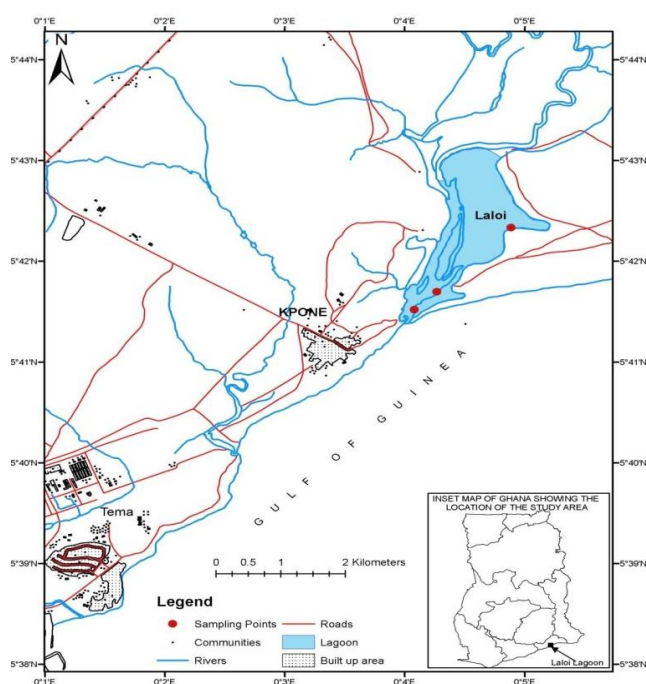 0°1'E 0°2'E 0°3'E 0°4'E 0°5'E
N
5°44'N 5°44'N
5°43'N 5°43'N
Laloi
5°42'N 5°42'N
KPONE
5°41'N 5°41'N
GULF OF GUINEA
5°40'N 5°40'N
Tema
INSET MAP OF GHANA SHOWING THE
LOCATION OF THE STUDY AREA
5°39'N 5°39'N
0 0.5 1 2 Kilometers
Legend
Sampling Points Roads
Communities Lagoon
Rivers Built up area
Laloi Lagoon
5°38'N 5°38'N
0°1'E 0°2'E 0°3'E 0°4'E 0°5'E